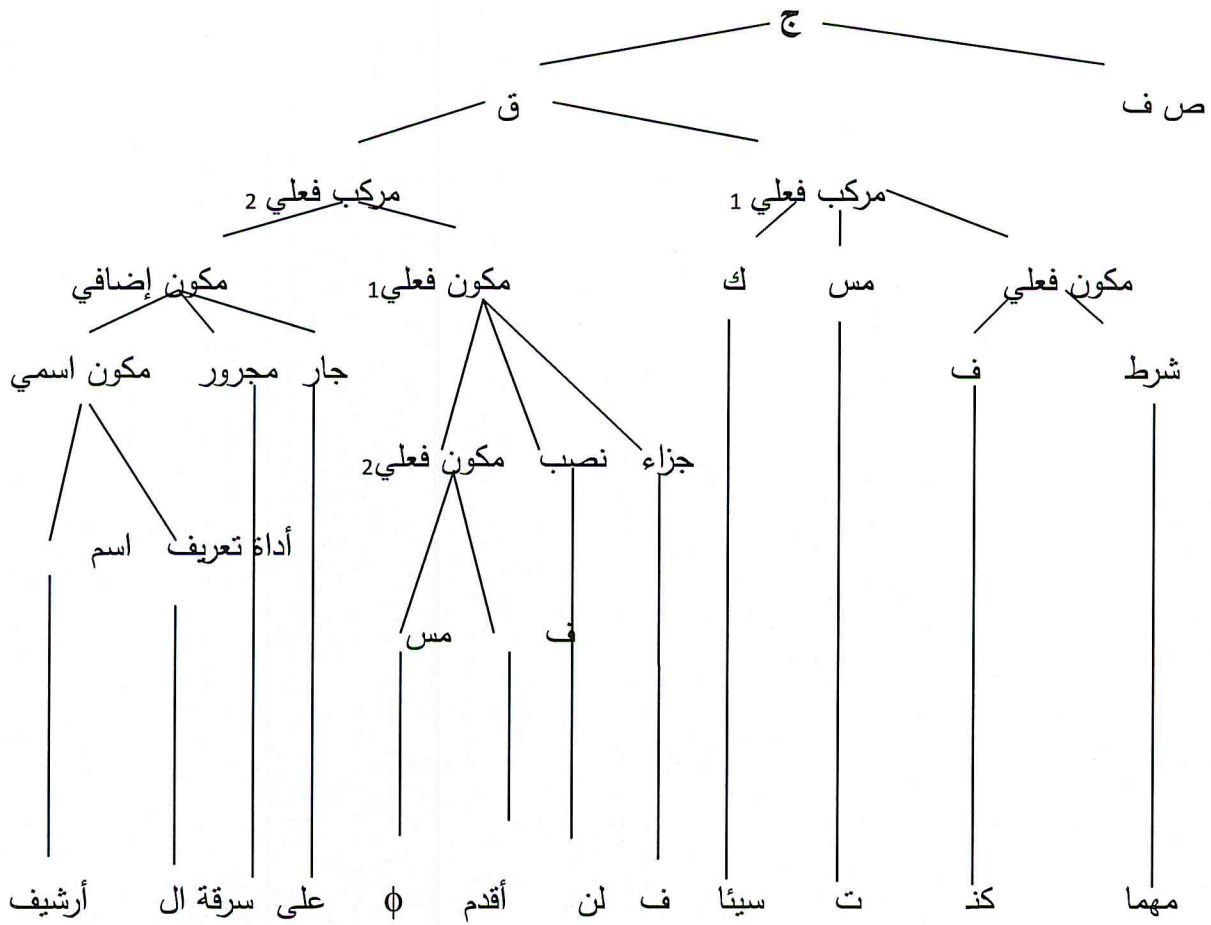 ج
ص ف ق
مركب فعلي 1 مركب فعلي 2
مكون فعلي مس ك مكون فعلي1 مكون إضافي
شرط ف جار مجرور مكون اسمي
جزاء نصب مكون فعلي2
أداة تعريف اسم
ف مس
مهما كنـ ت سيئا ف لن أقدم ϕ على سرقة ال أرشيف